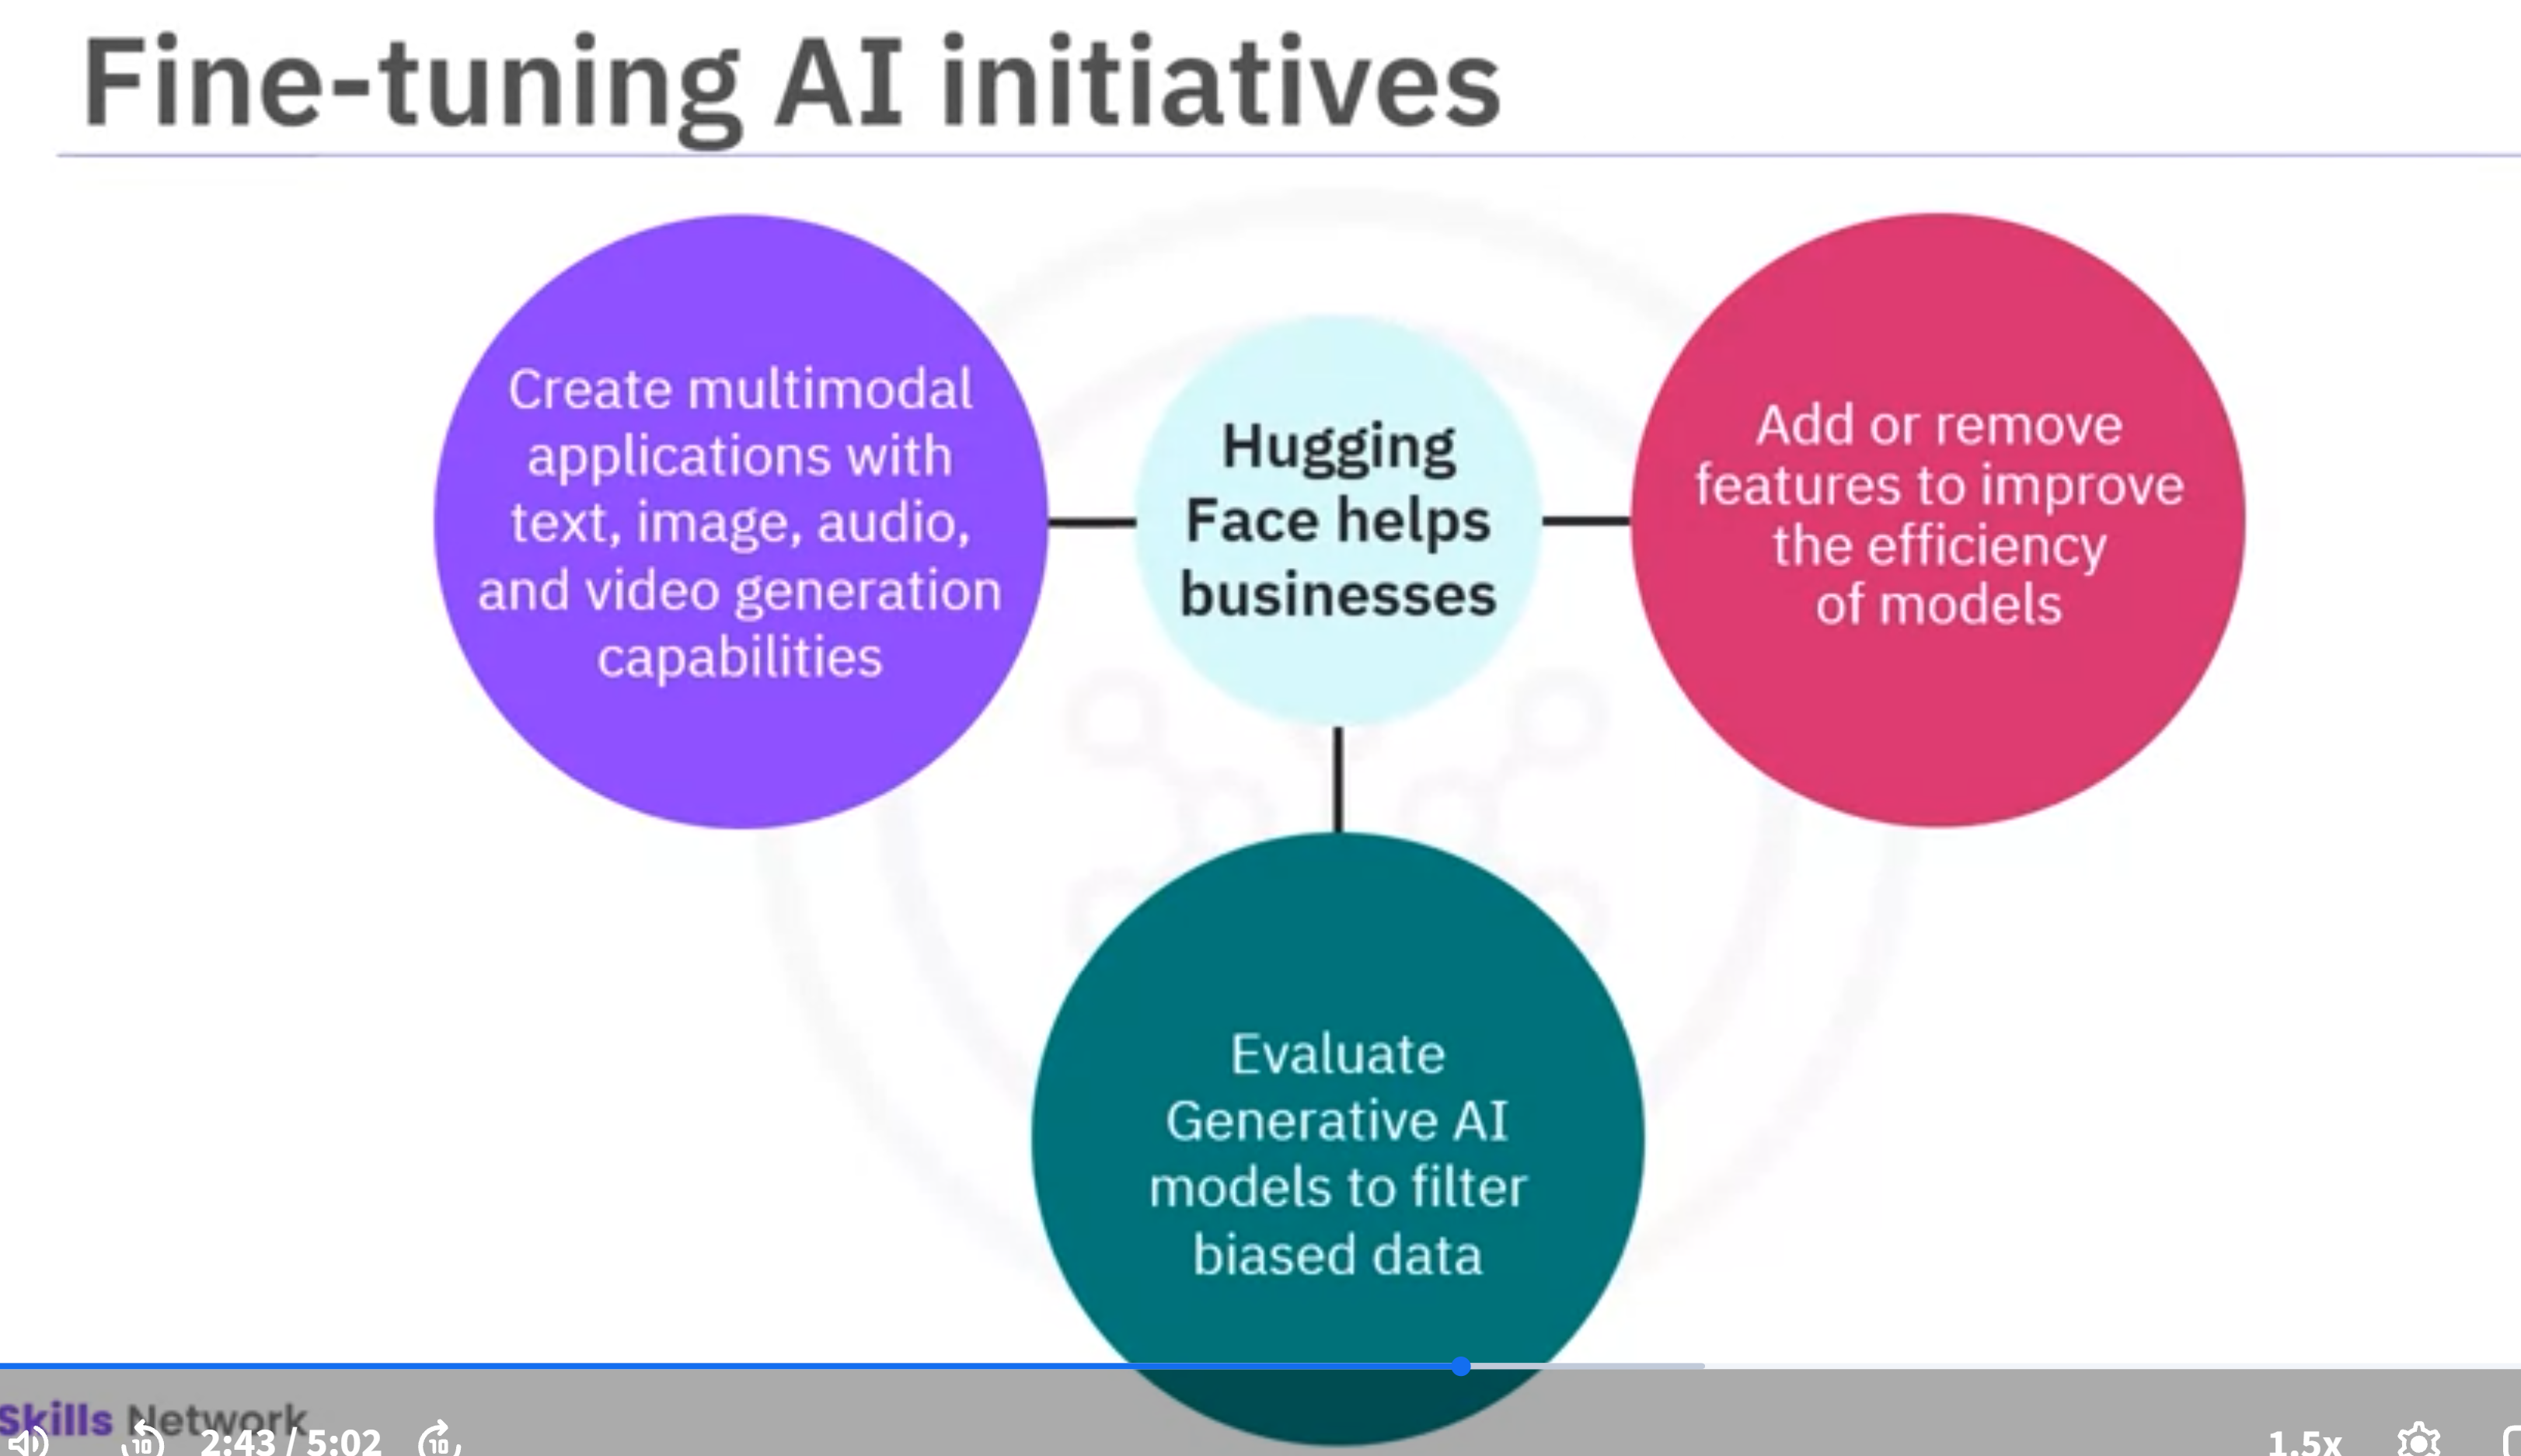 Fine-tuning AI initiatives
Create multimodal
applications with
text, image, audio,
and video generation
capabilities
Hugging
Face helps
businesses
Add or remove
features to improve
the efficiency
of models
Evaluate
Generative AI
models to filter
biased data
Skills Network
10
2:43 / 5:02
10
1.5x